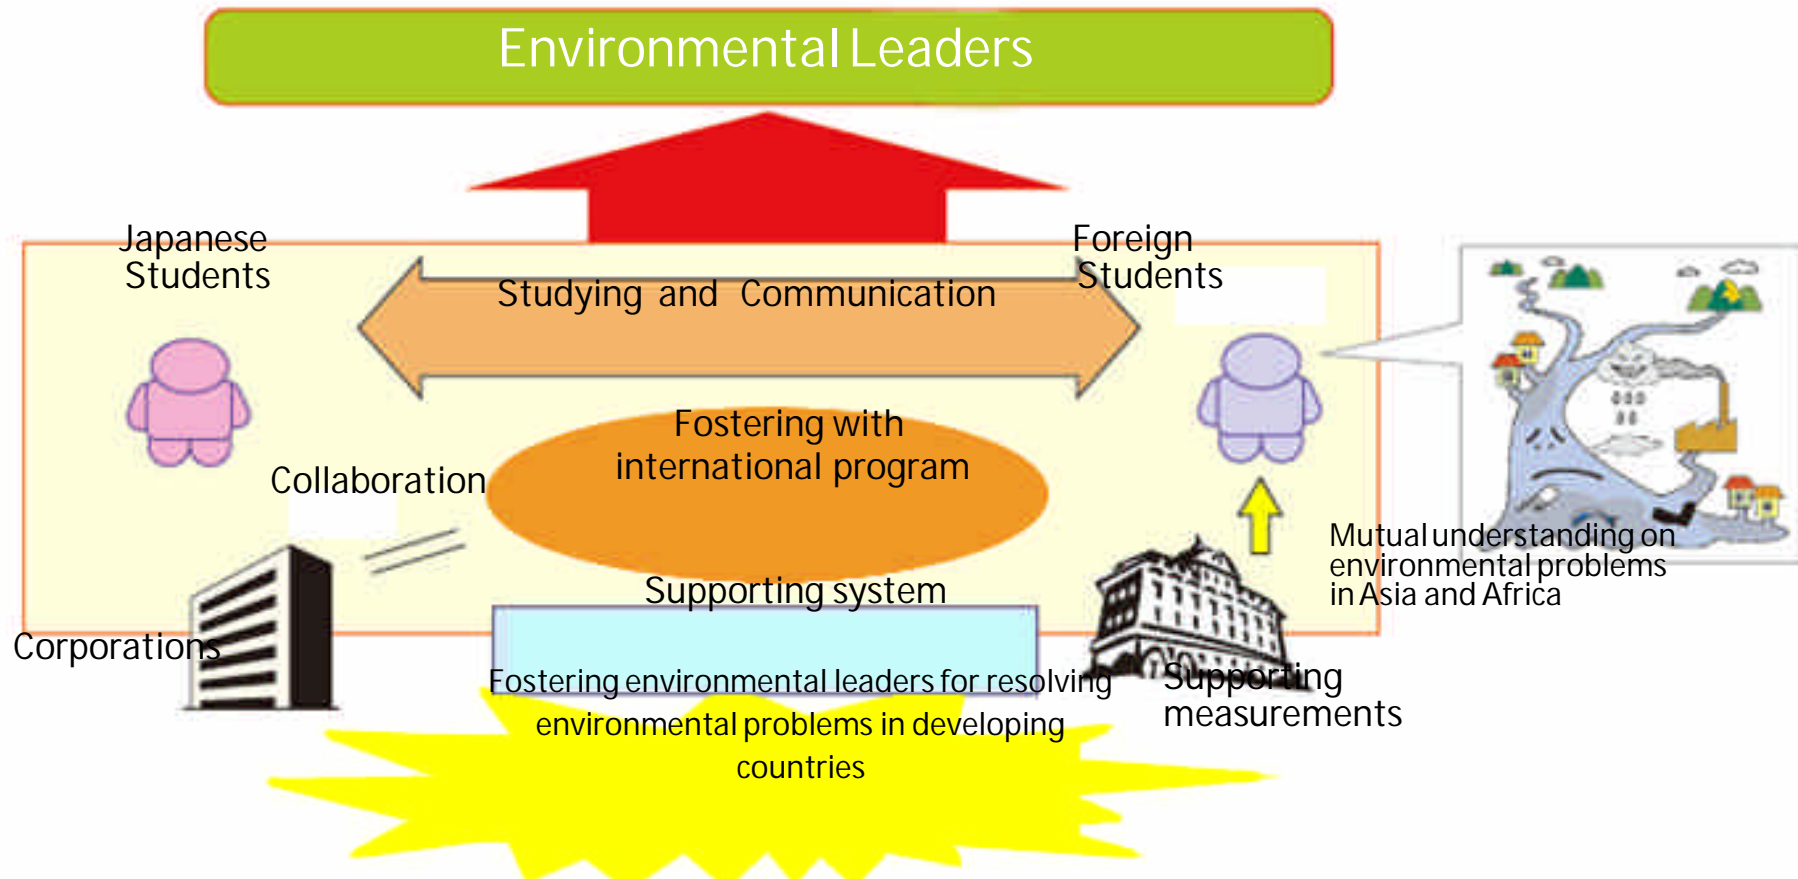 Environmental Leaders
Japanese
Students
Foreign
Students
Studying and Communication
Fostering with
international program
Collaboration
Mutual understanding on
environmental problems
in Asia and Africa
Supporting system
Corporations
Supporting
measurements
Fostering environmental leaders for resolving
environmental problems in developing
countries